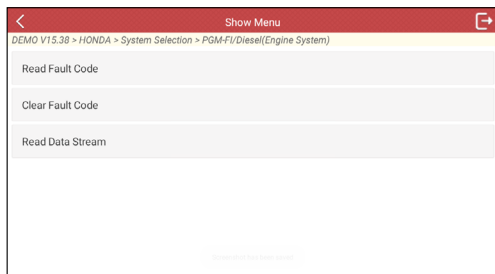 Show Menu
DEMO V15.38 > HONDA > System Selection > PGM-FI/Diesel(Engine System)
Read Fault Code
Clear Fault Code
Read Data Stream